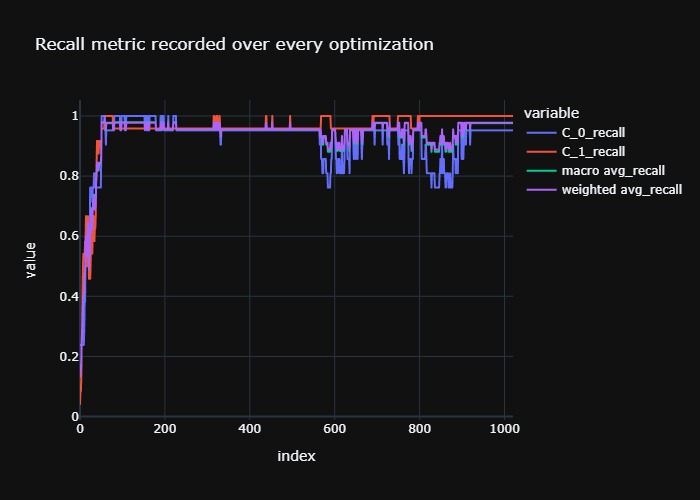 Recall metric recorded over every optimization
variable
C_0_recall
C_1_recall
macro avg_recall
weighted avg_recall
value
1
0.8
0.6
0.4
0.2
0
0 200 400 600 800 1000
index